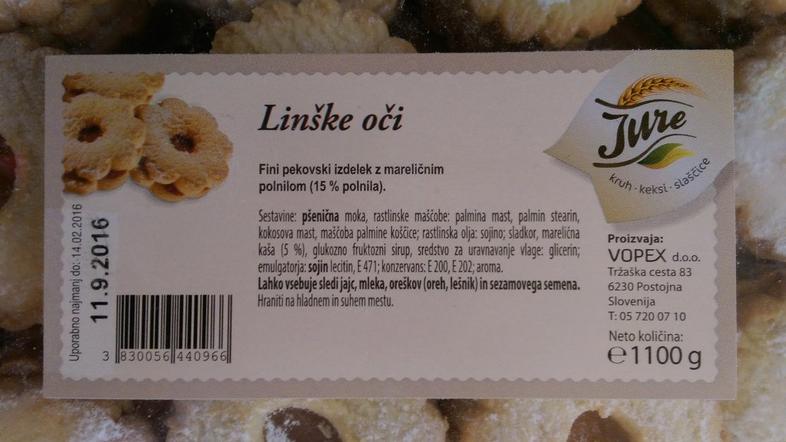 Linške oči
Fini pekovski izdelek z mareličnim
polnilom (15 % polnila).
Sestavine: pšenična moka, rastlinske maščobe: palmina mast, palmin stearin,
kokosova mast, maščoba palmine koščice; rastlinska olja: sojino; sladkor, marelična
kaša (5 %), glukozno fruktozni sirup, sredstvo za uravnavanje vlage: glicerin;
emulgatorja: sojin lecitin, E 471; konzervans: E 200, E 202; aroma.
Lahko vsebuje sledi jajc, mleka, oreškov (oreh, lešnik) in sezamovega semena.
Hraniti na hladnem in suhem mestu.
Uporabno najmanj do: 14.02.2016
11.9.2016
3 830056 440966
Jure
kruh · keksi · slaščice
Proizvaja:
VOPEX d.o.o.
Tržaška cesta 83
6230 Postojna
Slovenija
T: 05 720 07 10
Neto količina:
℮1100 g